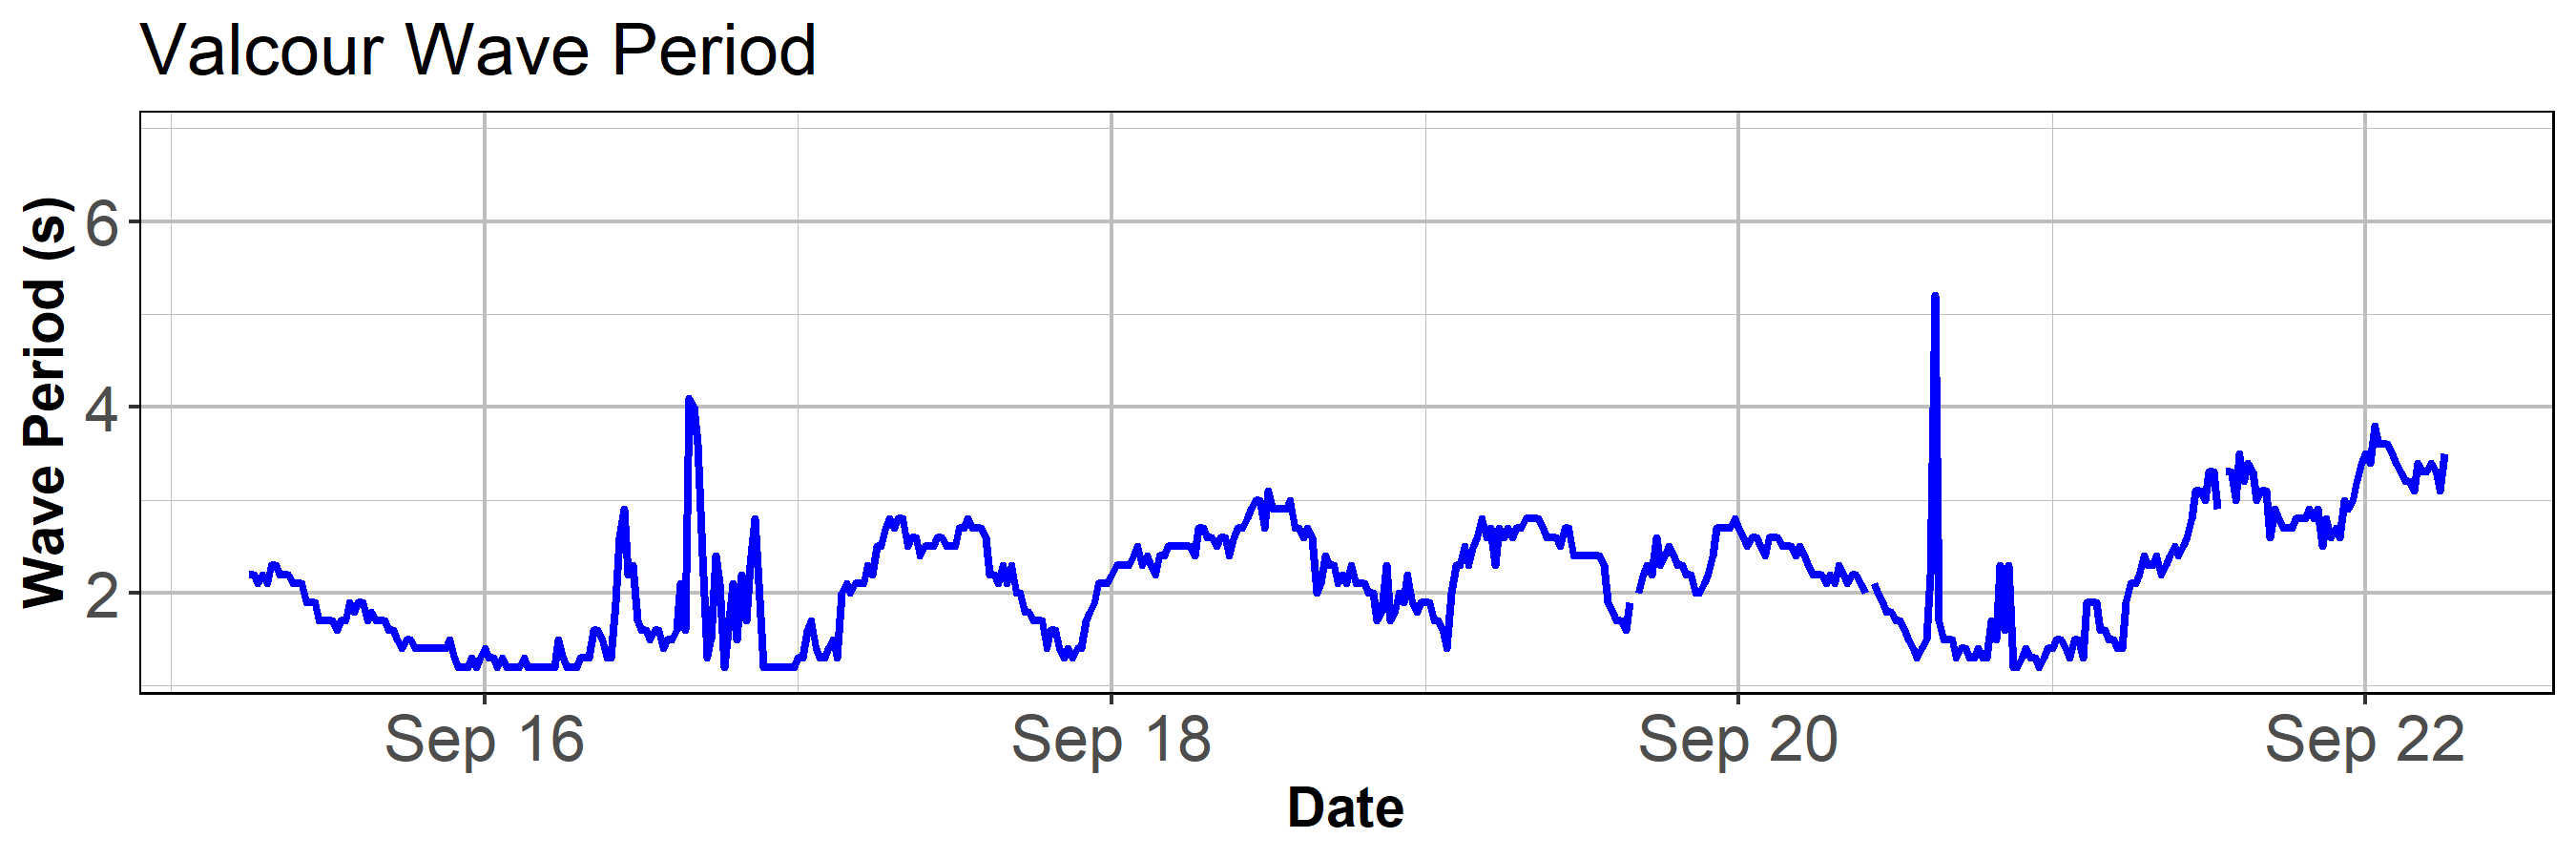 Valcour Wave Period
Wave Period (s)
6
4
2
Sep 16
Sep 18
Sep 20
Sep 22
Date